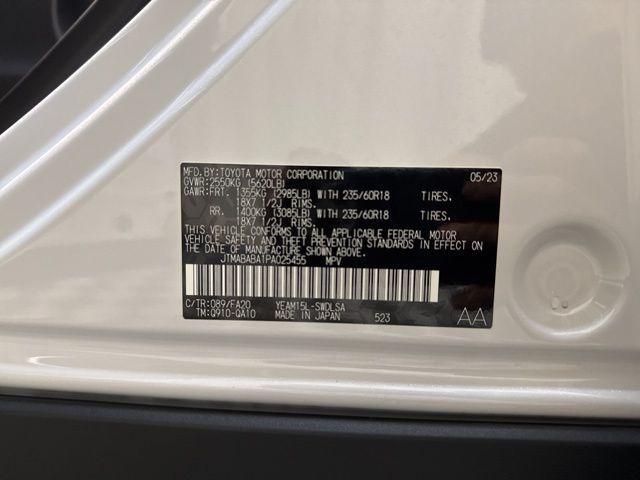 MFD.BY:TOYOTA MOTOR CORPORATION 05/23
GVWR:2550KG (5620LB)
GAWR:FRT. 1355KG (2985LB) WITH 235/60R18 TIRES,
18X7 1/2J RIMS.
RR. 1400KG (3085LB) WITH 235/60R18 TIRES,
18X7 1/2J RIMS.
THIS VEHICLE CONFORMS TO ALL APPLICABLE FEDERAL MOTOR
VEHICLE SAFETY AND BUMPER STANDARDS IN EFFECT
ON THE DATE OF MANUFACTURE SHOWN ABOVE.
JTMABABA1PA025455 MPV
C/TR:089/FA20 YEAM15L-SWDLSA
TM:Q910-QA10 MADE IN JAPAN 523 AA